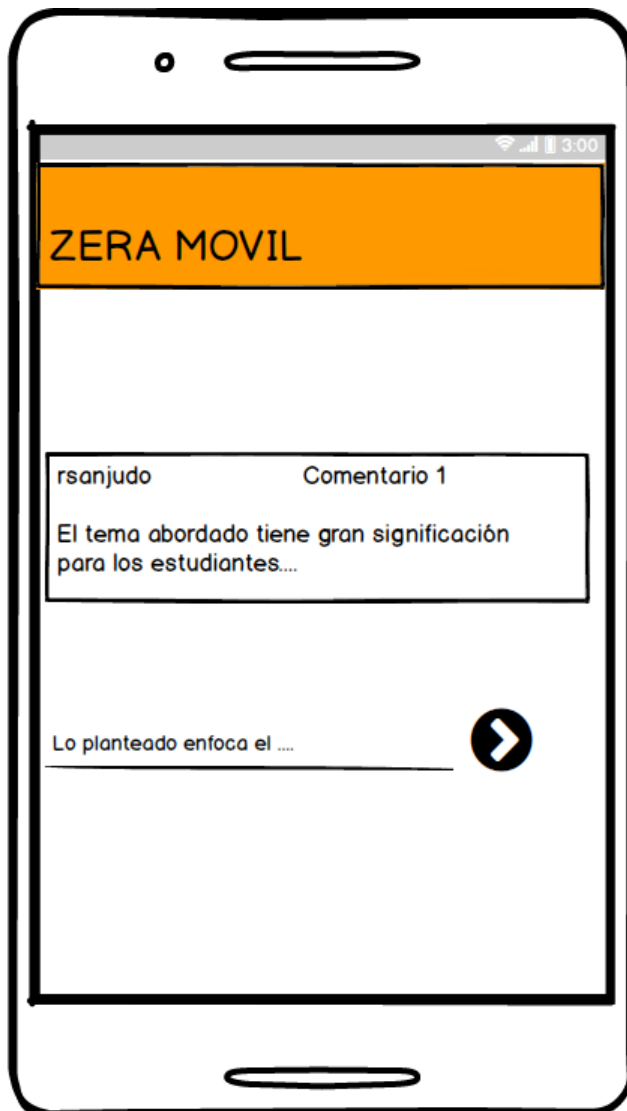 3:00
ZERA MOVIL
rsanjudo Comentario 1
El tema abordado tiene gran significación
para los estudiantes....
Lo planteado enfoca el ....